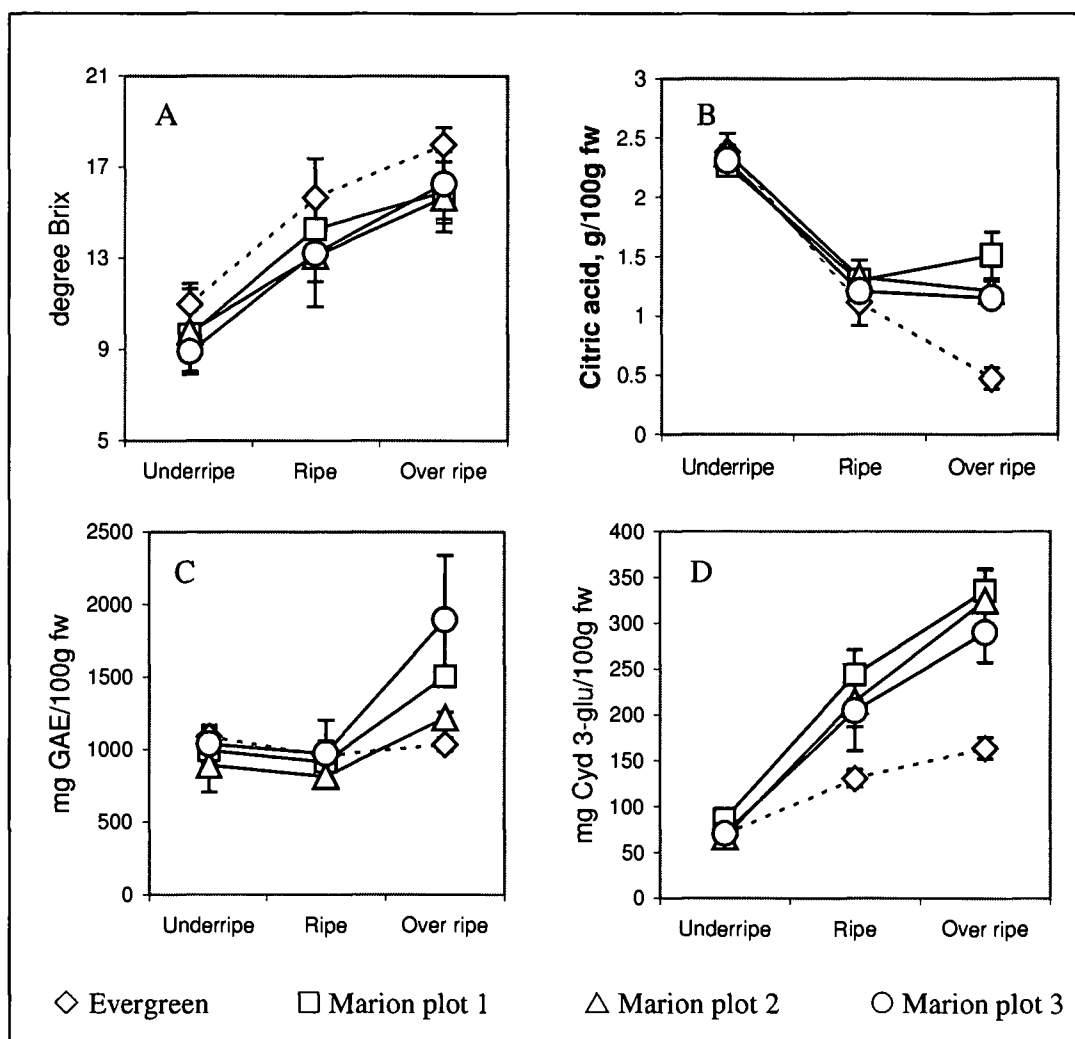 A
degree Brix
21
17
13
9
5
Underripe Ripe Over ripe
B
Citric acid, g/100g fw
3
2.5
2
1.5
1
0.5
0
Underripe Ripe Over ripe
C
mg GAE/100g fw
2500
2000
1500
1000
500
0
Underripe Ripe Over ripe
D
mg Cyd 3-glu/100g fw
400
350
300
250
200
150
100
50
0
Underripe Ripe Over ripe
Evergreen Marion plot 1 Marion plot 2 Marion plot 3